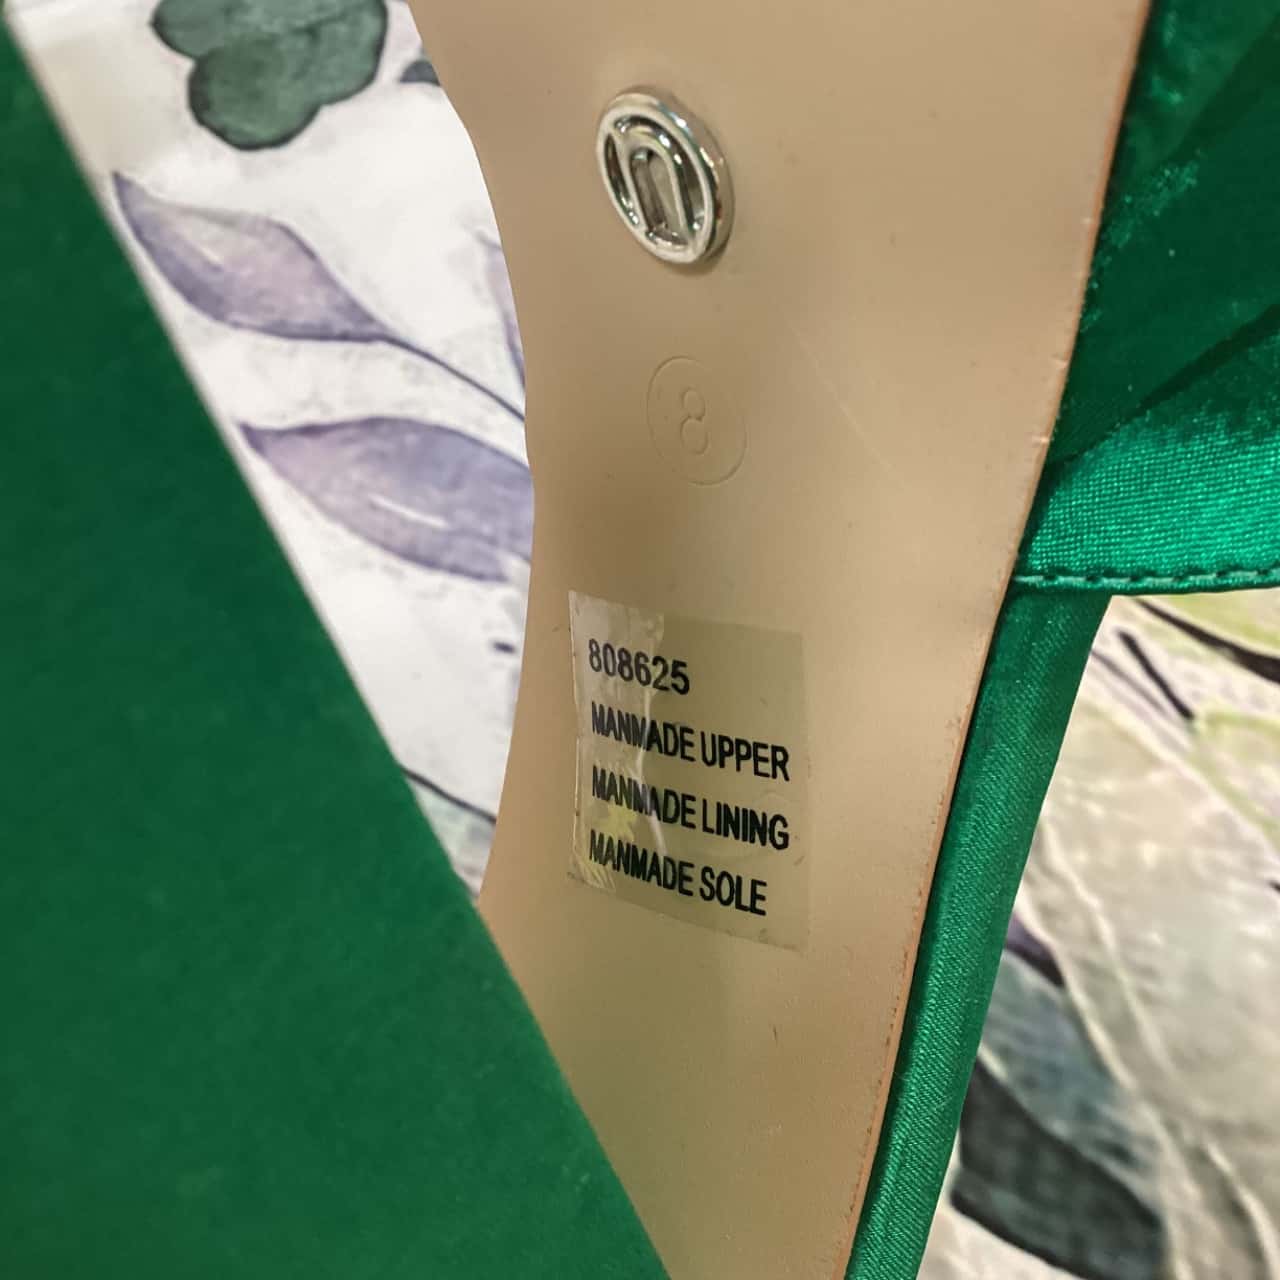 n
8
808625
MANMADE UPPER
MANMADE LINING
MANMADE SOLE